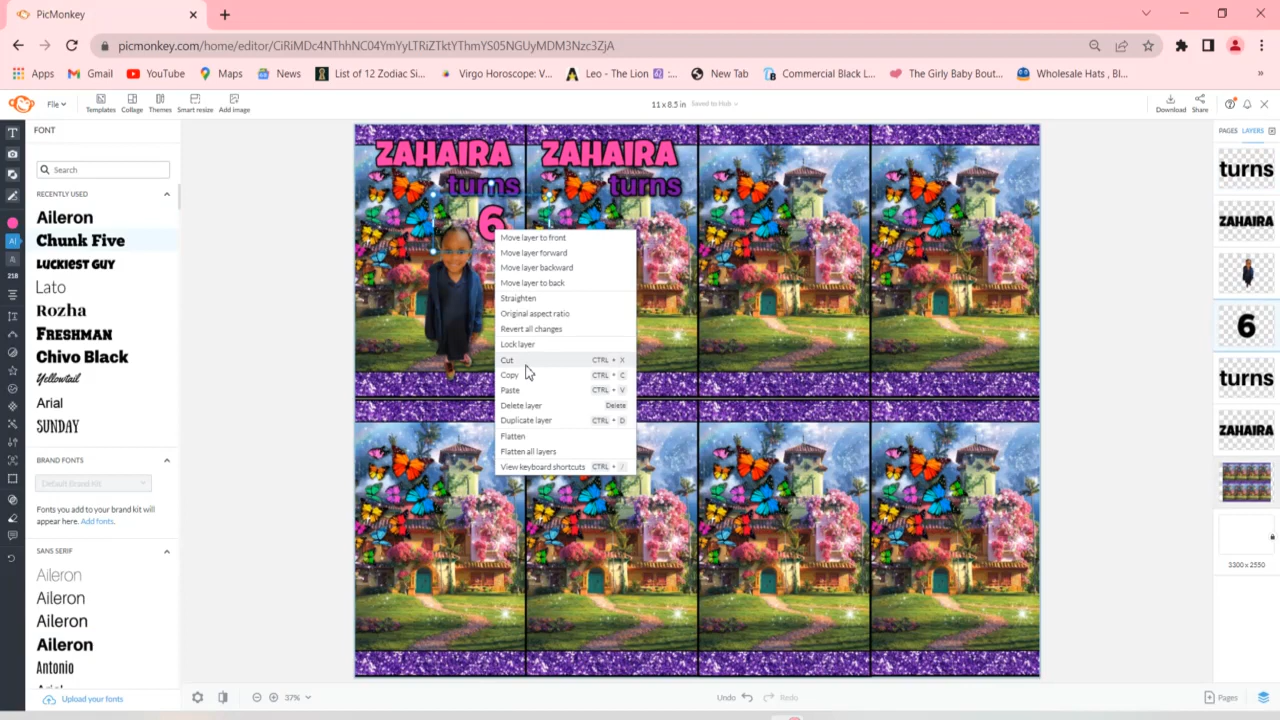 PicMonkey
picmonkey.com/home/editor/CiRiMDc4NThhNC04YmYyLTRiZTktYThmYS05NGUyMDM3Nzc3ZjA
Apps
Gmail
YouTube
Maps
News
List of 12 Zodiac Si...
Virgo Horoscope: V...
Leo - The Lion
New Tab
Commercial Black L...
The Girly Baby Bout...
Wholesale Hats , Bl...
»
File
Templates
Collage
Themes
Smart resize
Add image
11 x 8.5 in
Saved to Hub
Download
Share
FONT
Search
RECENTLY USED
Aileron
Chunk Five
LUCKIEST GUY
Lato
Rozha
FRESHMAN
Chivo Black
Yellowtail
Arial
SUNDAY
BRAND FONTS
Default Brand Kit
Fonts you add to your brand kit will
appear here. Add fonts.
SANS SERIF
Aileron
Aileron
Aileron
Aileron
Antonio
Upload your fonts
218
ZAHAIRA
turns
6
ZAHAIRA
turns
Move layer to front
Move layer forward
Move layer backward
Move layer to back
Straighten
Original aspect ratio
Revert all changes
Lock layer
Cut CTRL + X
Copy CTRL + C
Paste CTRL + V
Delete layer Delete
Duplicate layer CTRL + D
Flatten
Flatten all layers
View keyboard shortcuts CTRL + /
PAGES
LAYERS
turns
ZAHAIRA
6
turns
ZAHAIRA
3300 x 2550
37%
Undo
Redo
Pages